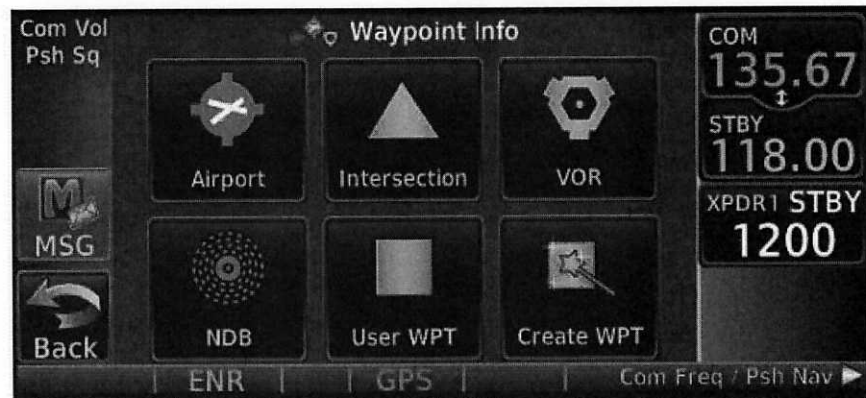 Com Vol
Psh Sq
Waypoint Info
COM
135.67
STBY
118.00
Airport
Intersection
VOR
XPDR1 STBY
1200
MSG
NDB
User WPT
Create WPT
Back
ENR
GPS
Com Freq / Psh Nav